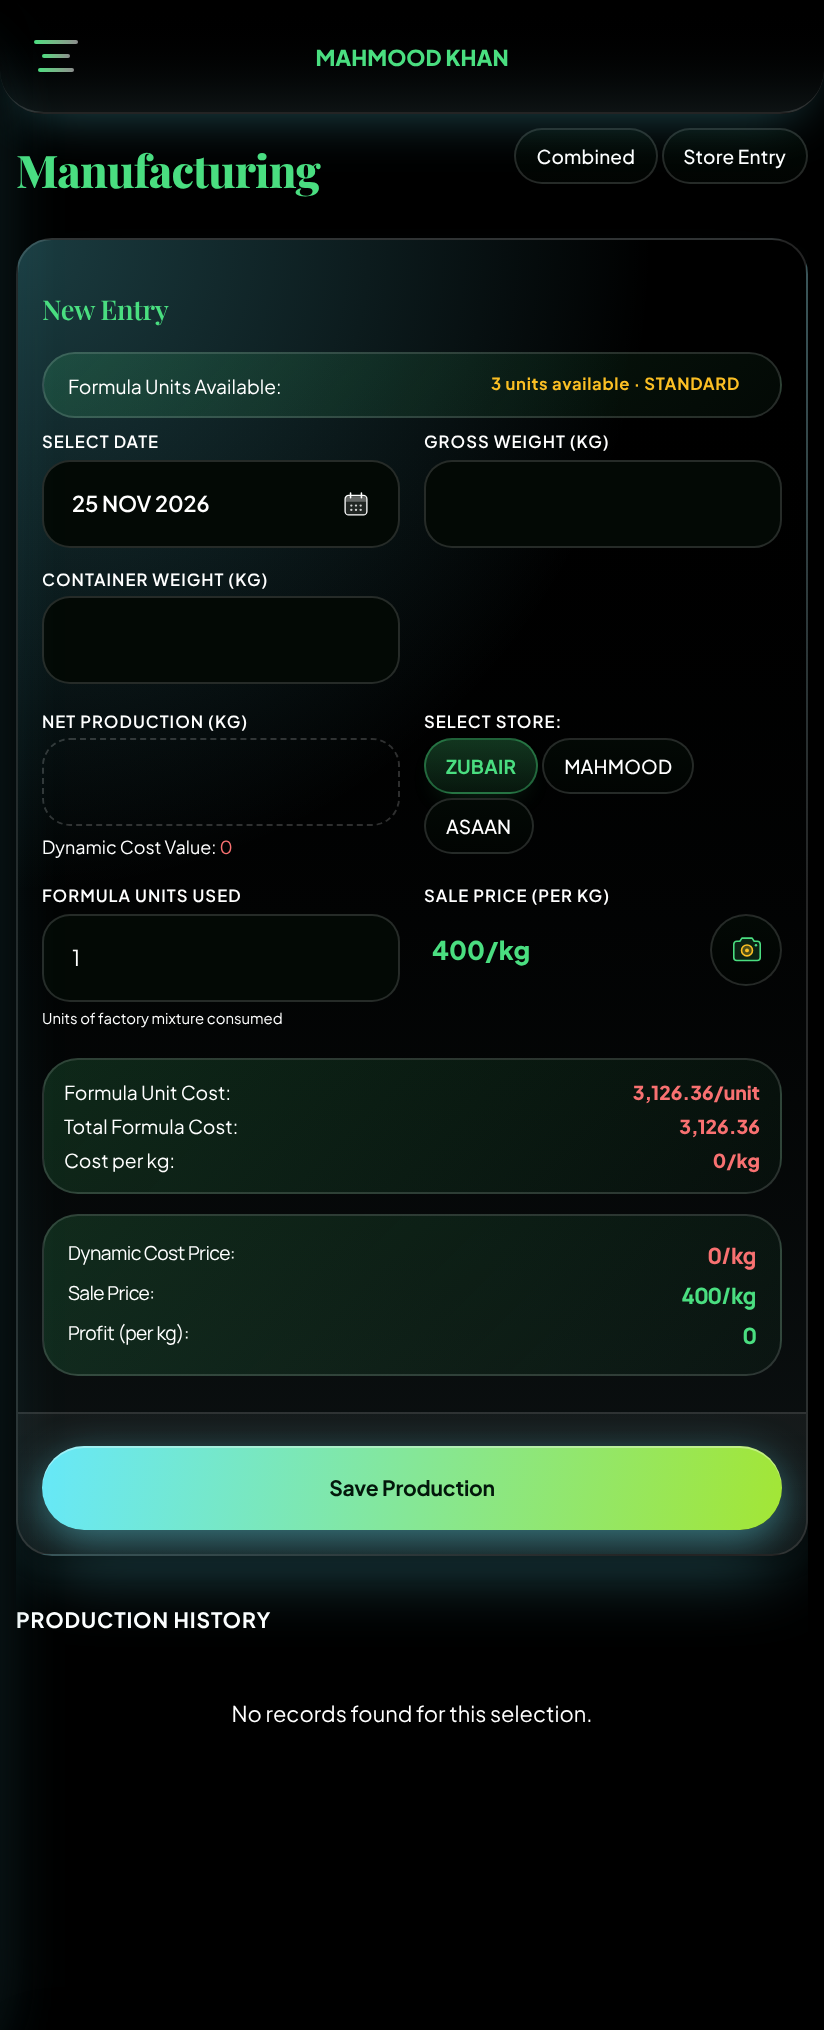 MAHMOOD KHAN
Manufacturing
Combined
Store Entry
New Entry
Formula Units Available:
3 units available · STANDARD
SELECT DATE
GROSS WEIGHT (KG)
25 NOV 2026
CONTAINER WEIGHT (KG)
NET PRODUCTION (KG)
SELECT STORE:
ZUBAIR
MAHMOOD
ASAAN
Dynamic Cost Value: 0
FORMULA UNITS USED
SALE PRICE (PER KG)
1
400/kg
Units of factory mixture consumed
Formula Unit Cost:
3,126.36/unit
Total Formula Cost:
3,126.36
Cost per kg:
0/kg
Dynamic Cost Price:
0/kg
Sale Price:
400/kg
Profit (per kg):
0
Save Production
PRODUCTION HISTORY
No records found for this selection.